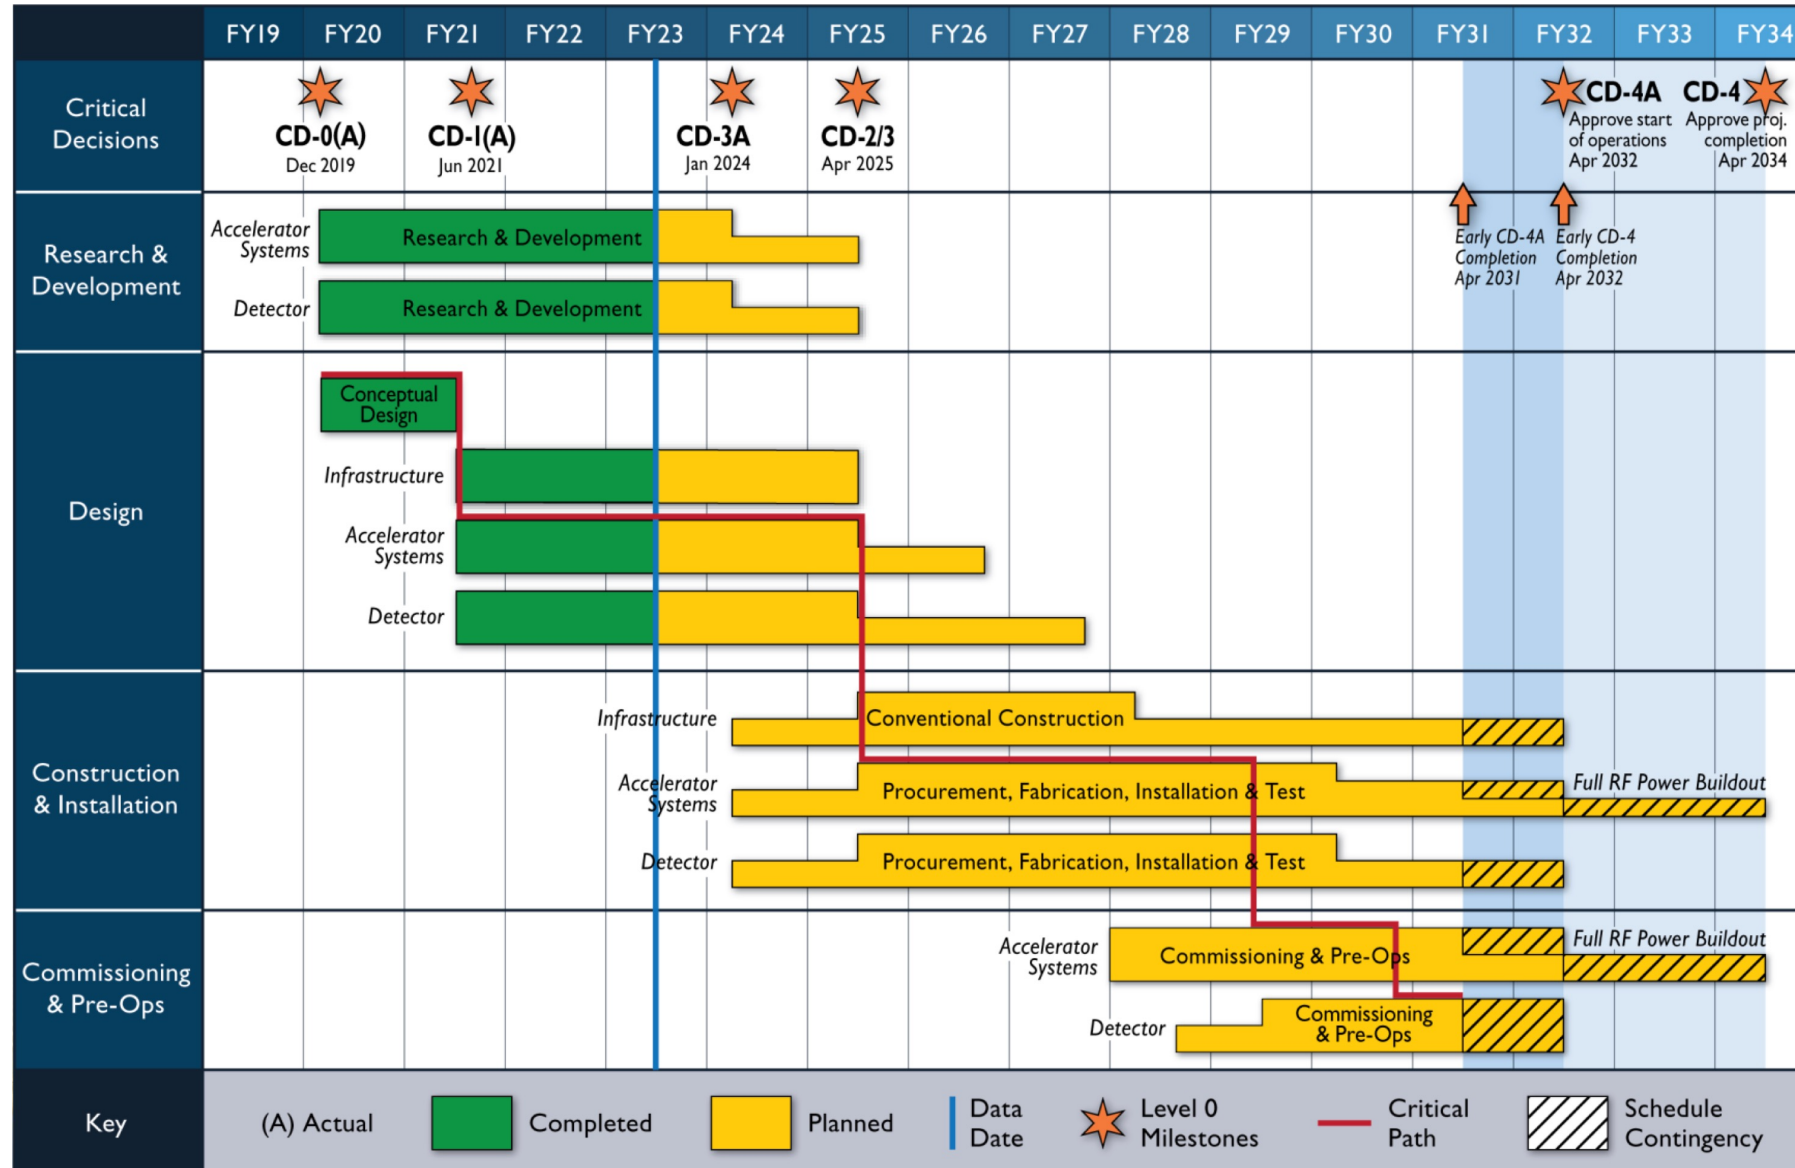 FY19 FY20 FY21 FY22 FY23 FY24 FY25 FY26 FY27 FY28 FY29 FY30 FY31 FY32 FY33 FY34
Critical
Decisions
CD-0(A)
Dec 2019
CD-1(A)
Jun 2021
CD-3A
Jan 2024
CD-2/3
Apr 2025
CD-4A
Approve start
of operations
Apr 2032
CD-4
Approve proj.
completion
Apr 2034
Research &
Development
Accelerator
Systems
Research & Development
Detector
Research & Development
Early CD-4A
Completion
Apr 2031
Early CD-4
Completion
Apr 2032
Design
Conceptual
Design
Infrastructure
Accelerator
Systems
Detector
Construction
& Installation
Infrastructure
Conventional Construction
Accelerator
Systems
Procurement, Fabrication, Installation & Test
Full RF Power Buildout
Detector
Procurement, Fabrication, Installation & Test
Commissioning
& Pre-Ops
Accelerator
Systems
Commissioning & Pre-Ops
Full RF Power Buildout
Detector
Commissioning
& Pre-Ops
Key
(A) Actual
Completed
Planned
Data
Date
Level 0
Milestones
Critical
Path
Schedule
Contingency